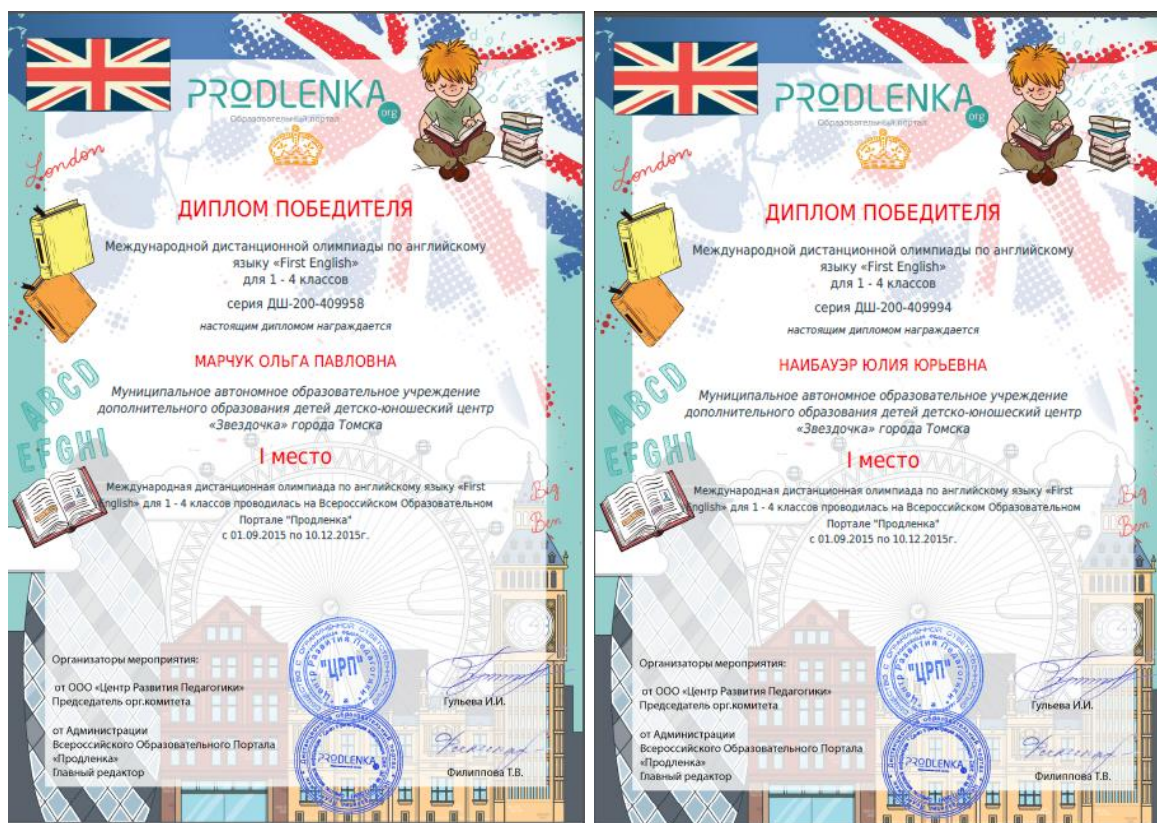 PRODLENKA
org
Образовательный портал
London
ДИПЛОМ ПОБЕДИТЕЛЯ
Международной дистанционной олимпиады по английскому
языку «First English»
для 1 - 4 классов
серия ДШ-200-409958
настоящим дипломом награждается
МАРЧУК ОЛЬГА ПАВЛОВНА
ABCD
EFGHI
Муниципальное автономное образовательное учреждение
дополнительного образования детей детско-юношеский центр
«Звездочка» города Томска
I место
Международная дистанционная олимпиада по английскому языку «First
English» для 1 - 4 классов проводилась на Всероссийском Образовательном
Портале "Продленка"
с 01.09.2015 по 10.12.2015г.
Big
Ben
Организаторы мероприятия:
от ООО «Центр Развития Педагогики»
Председатель орг.комитета
Гульева И.И.
от Администрации
Всероссийского Образовательного Портала
«Продленка»
Главный редактор
Филиппова Т.В.
"ЦРП"
Центр Развития Педагогики
PRODLENKA
PRODLENKA
org
Образовательный портал
London
ДИПЛОМ ПОБЕДИТЕЛЯ
Международной дистанционной олимпиады по английскому
языку «First English»
для 1 - 4 классов
серия ДШ-200-409994
настоящим дипломом награждается
НАИБАУЭР ЮЛИЯ ЮРЬЕВНА
ABCD
EFGHI
Муниципальное автономное образовательное учреждение
дополнительного образования детей детско-юношеский центр
«Звездочка» города Томска
I место
Международная дистанционная олимпиада по английскому языку «First
English» для 1 - 4 классов проводилась на Всероссийском Образовательном
Портале "Продленка"
с 01.09.2015 по 10.12.2015г.
Big
Ben
Организаторы мероприятия:
от ООО «Центр Развития Педагогики»
Председатель орг.комитета
Гульева И.И.
от Администрации
Всероссийского Образовательного Портала
«Продленка»
Главный редактор
Филиппова Т.В.
"ЦРП"
Центр Развития Педагогики
PRODLENKA